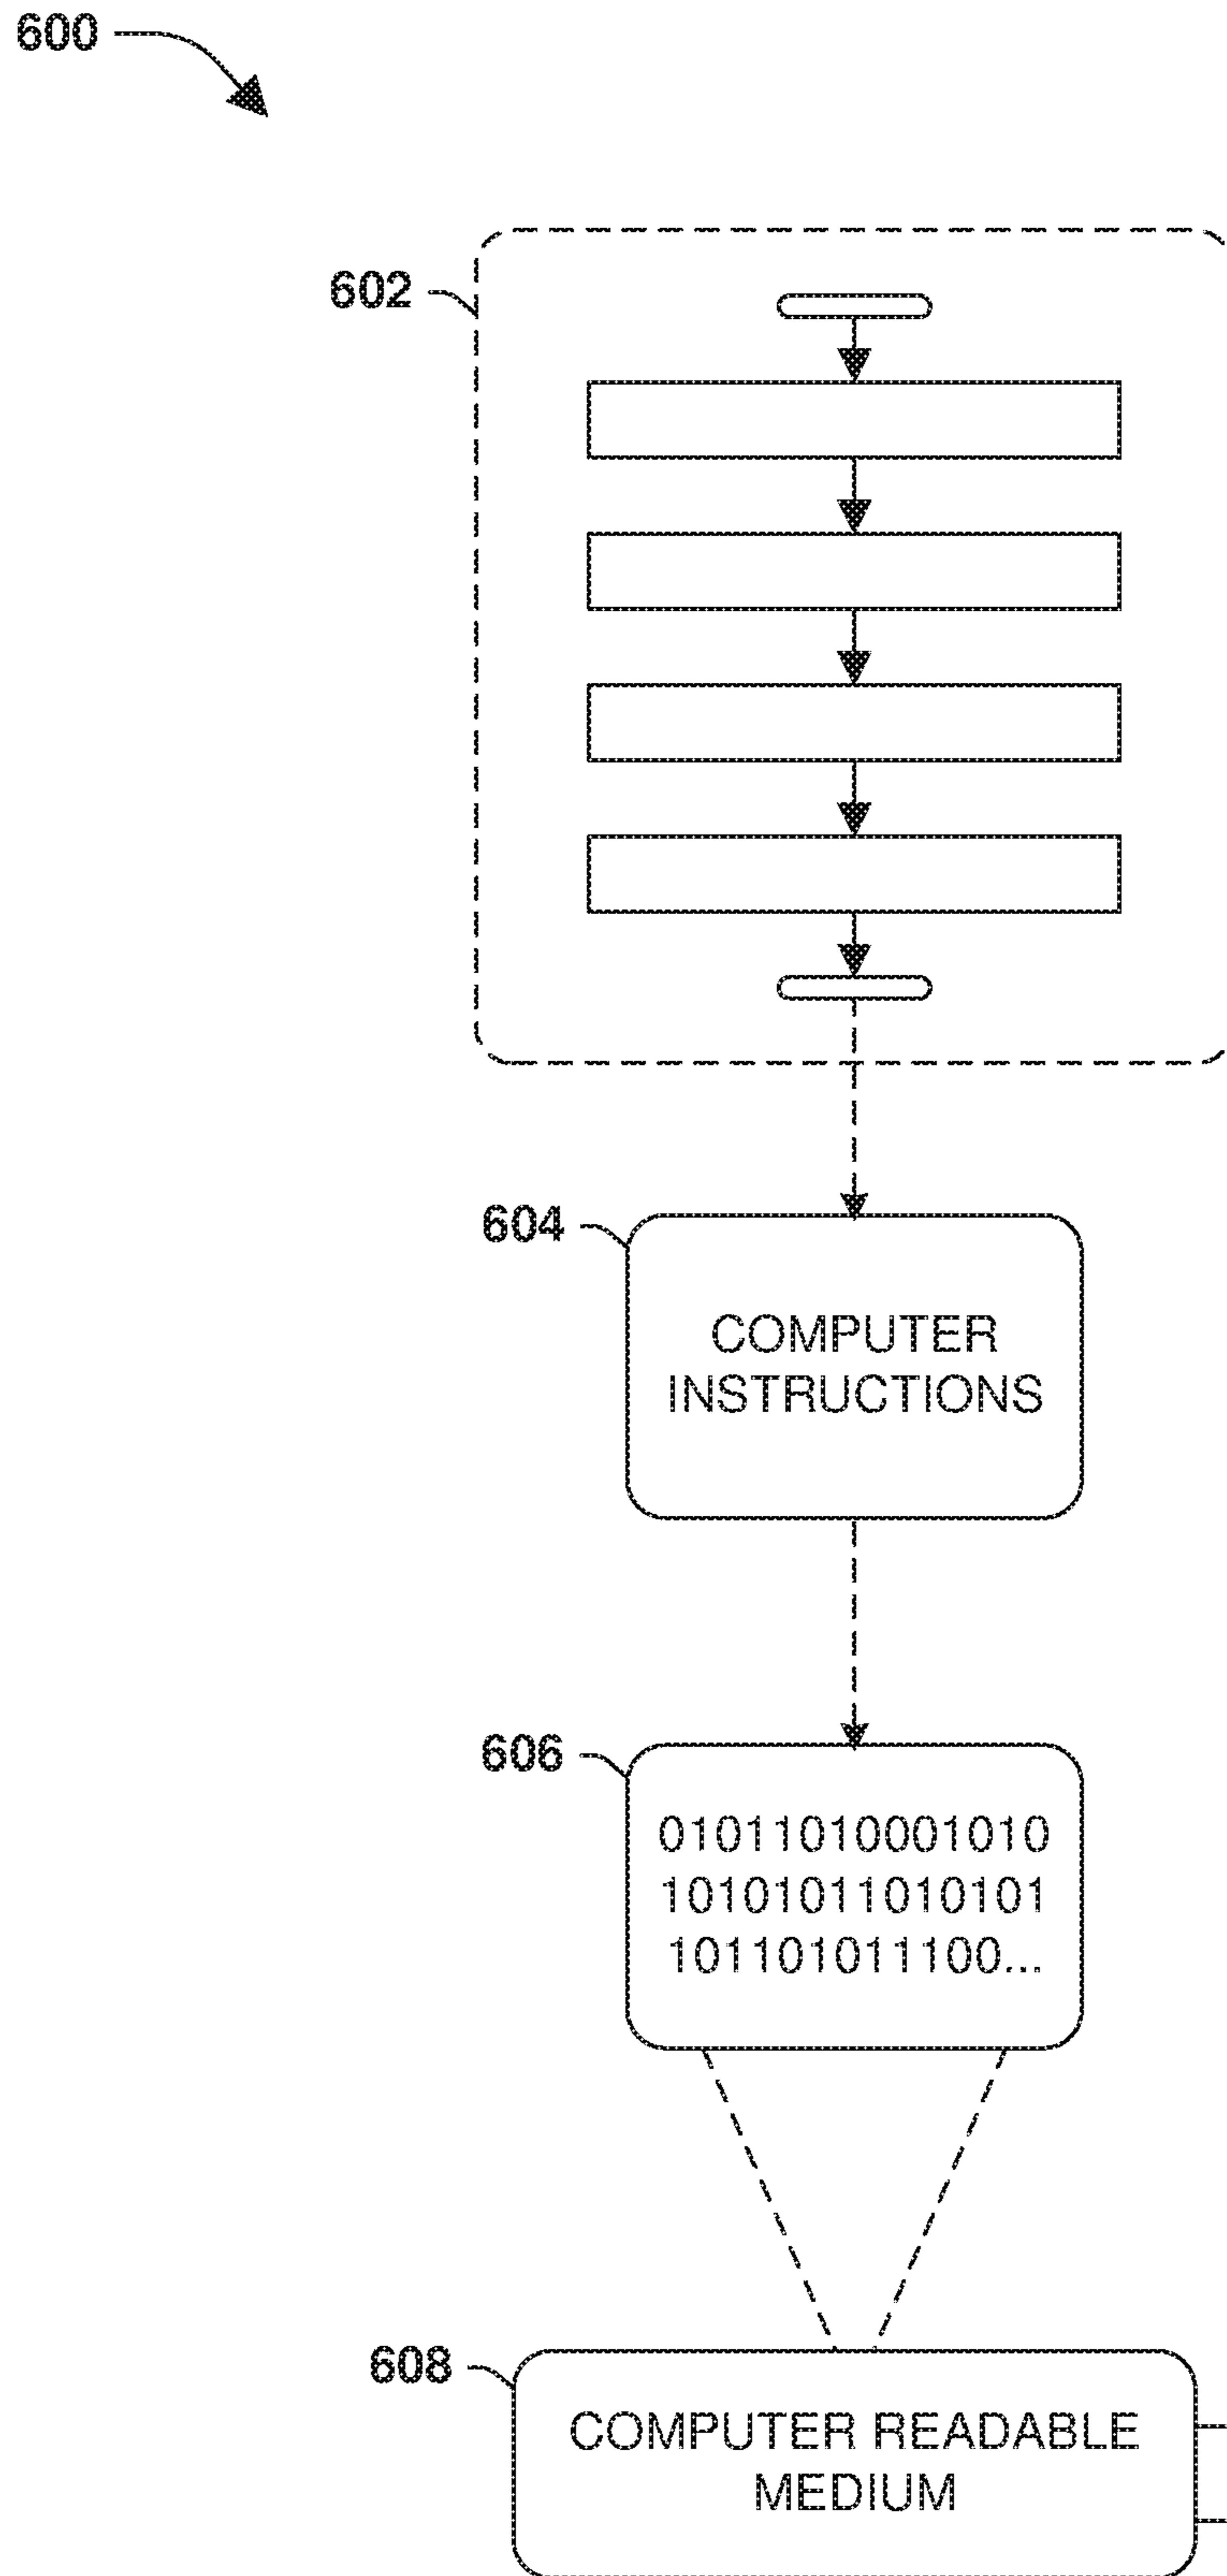 600
602
604
COMPUTER
INSTRUCTIONS
606
01011010001010
10101011010101
101101011100...
608
COMPUTER READABLE
MEDIUM